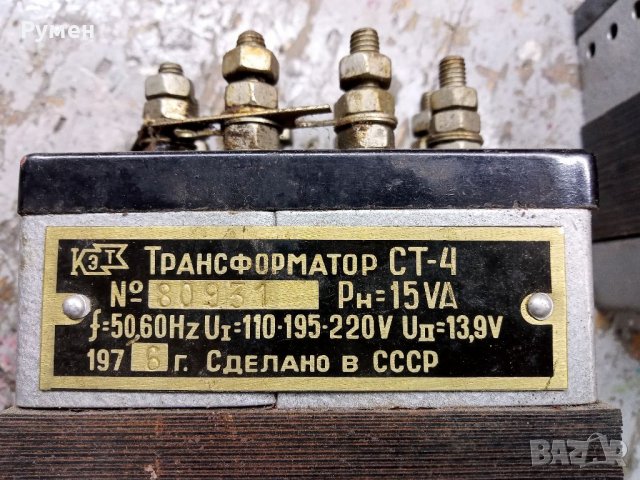 Румен
КЭТ ТРАНСФОРМАТОР СТ-4
№ 80931 Рн=15VA
f=50,60Hz UI=110-195-220V UII=13,9V
1976 г. СДЕЛАНО В СССР
BAZAR